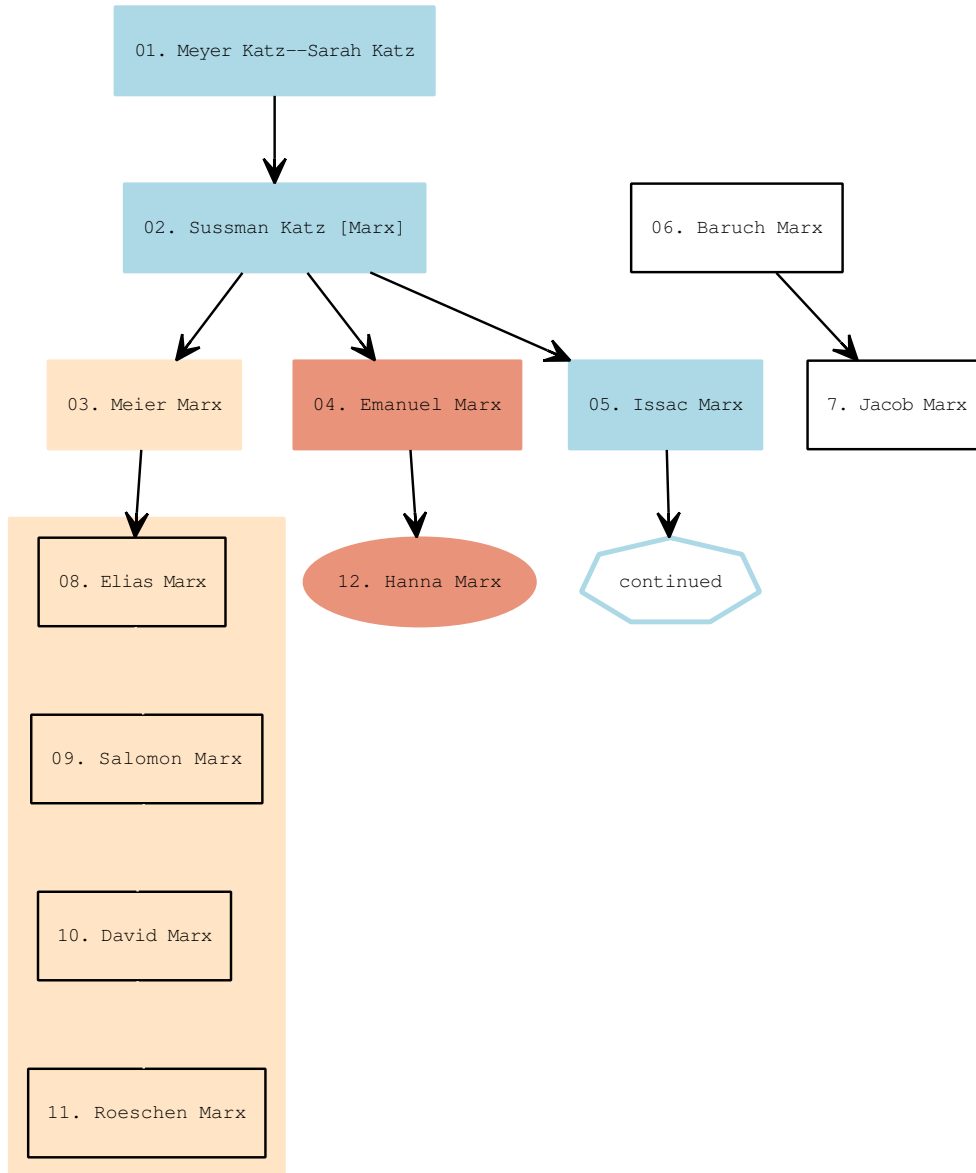 01. Meyer Katz--Sarah Katz
02. Sussman Katz [Marx]
06. Baruch Marx
03. Meier Marx
04. Emanuel Marx
05. Issac Marx
7. Jacob Marx
08. Elias Marx
12. Hanna Marx
continued
09. Salomon Marx
10. David Marx
11. Roeschen Marx